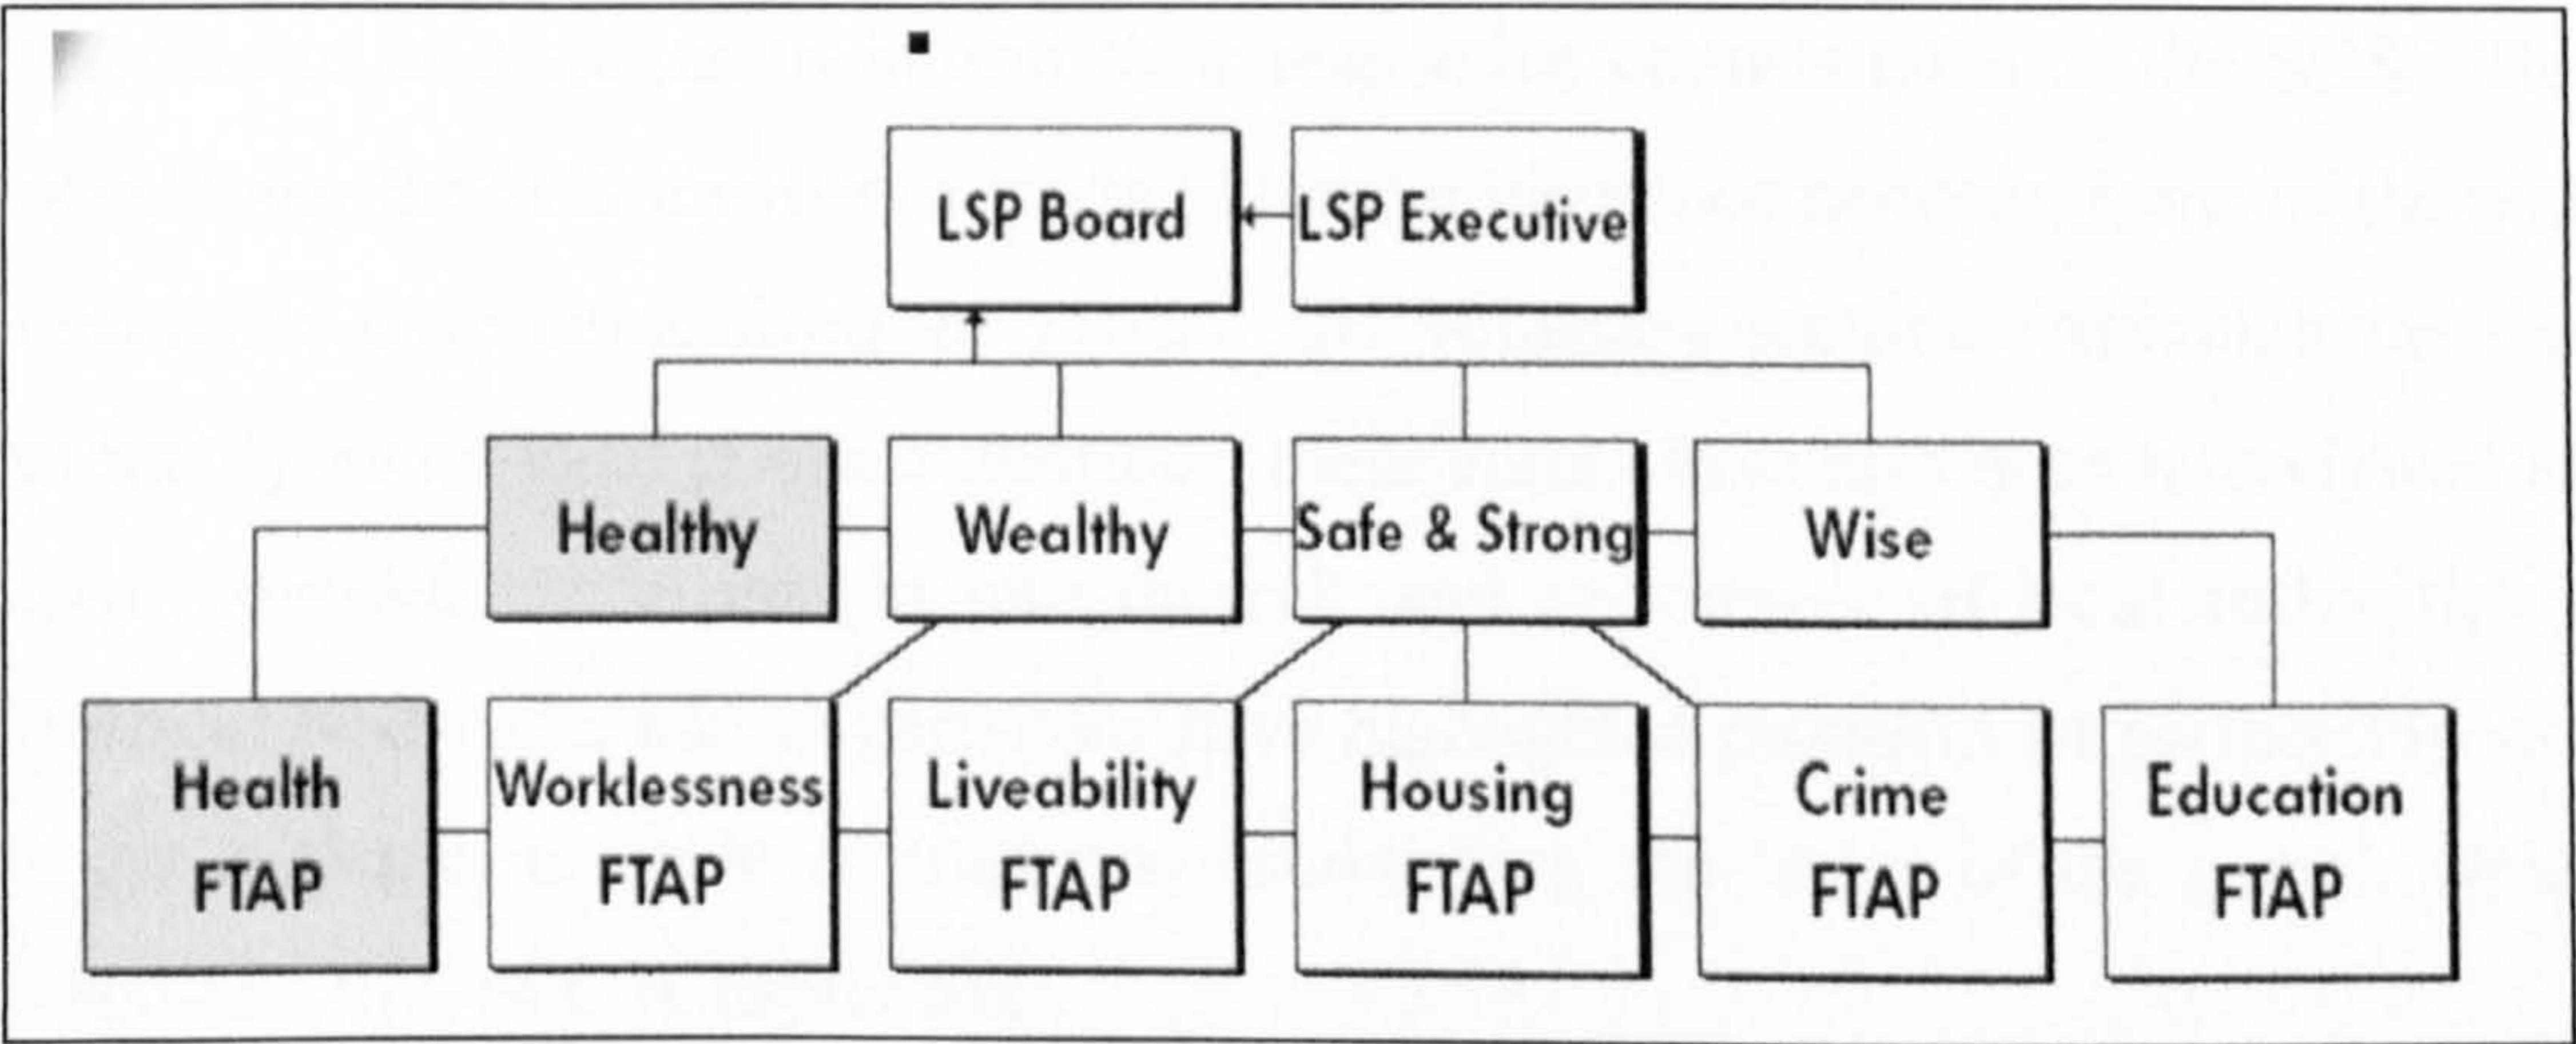 LSP Board
LSP Executive
Healthy
Wealthy
Safe & Strong
Wise
Health
FTAP
Worklessness
FTAP
Liveability
FTAP
Housing
FTAP
Crime
FTAP
Education
FTAP